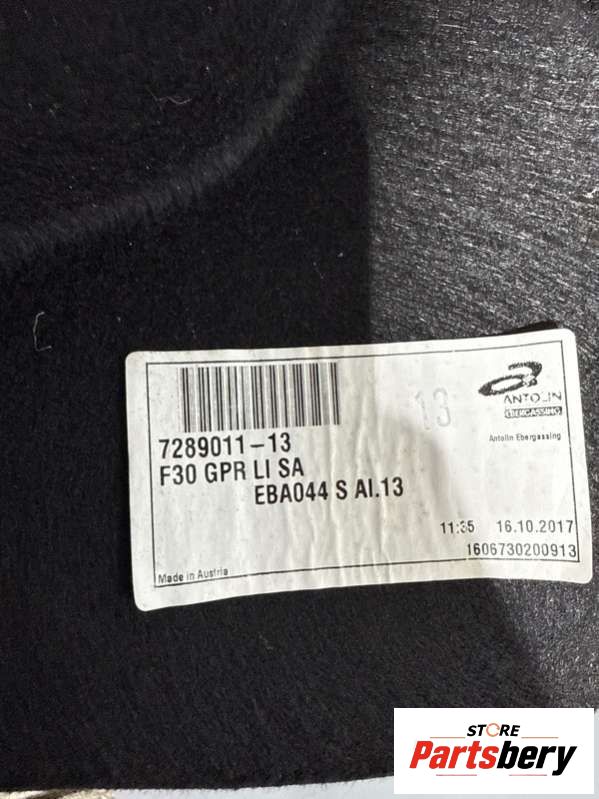 13
ANTOLIN
EBERGASSING
Antolin Ebergassing
7289011-13
F30 GPR LI SA
EBA044 S AI.13
11:35 16.10.2017
1606730200913
Made in Austria
STORE
Partsbery